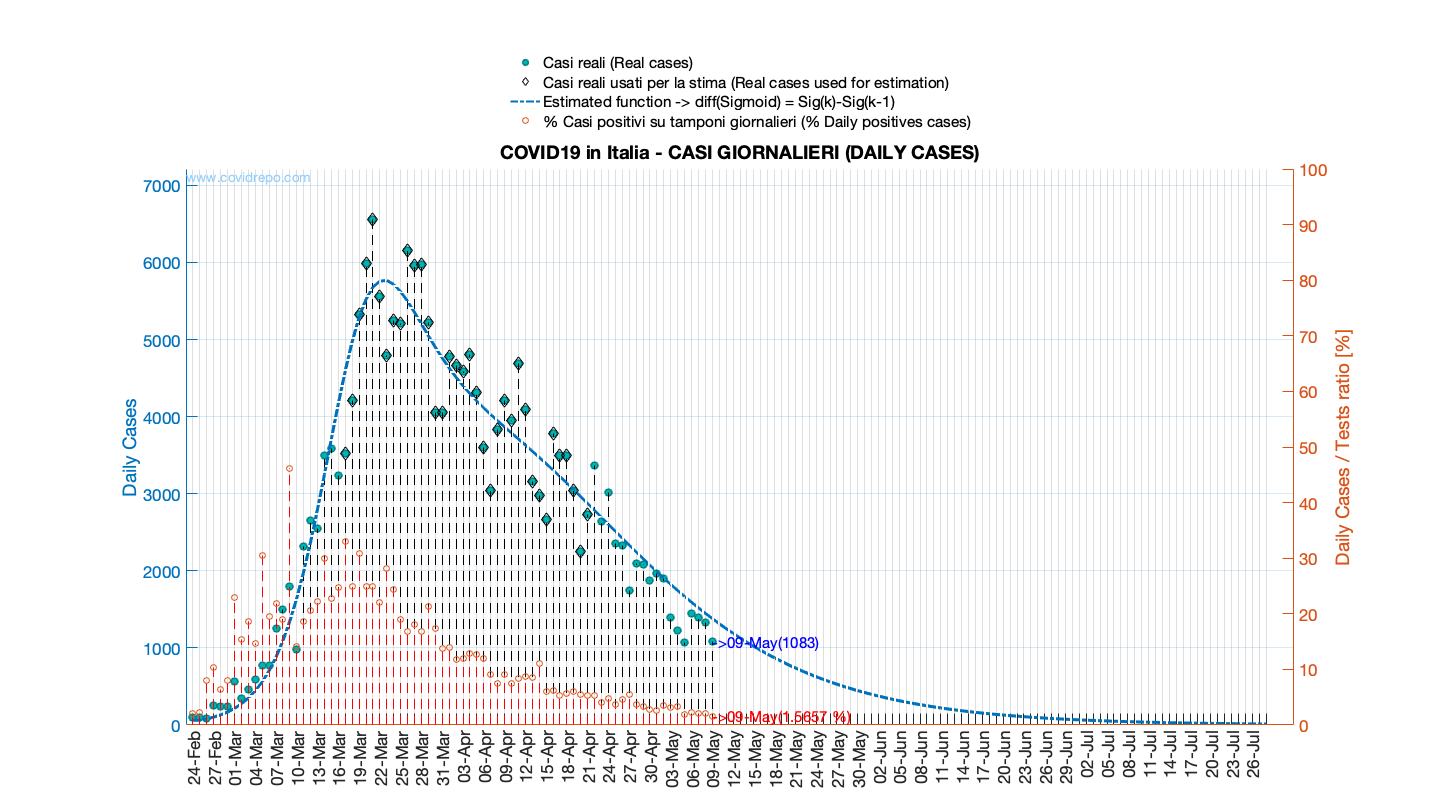 Casi reali (Real cases)
Casi reali usati per la stima (Real cases used for estimation)
Estimated function -> diff(Sigmoid) = Sig(k)-Sig(k-1)
% Casi positivi su tamponi giornalieri (% Daily positives cases)
COVID19 in Italia - CASI GIORNALIERI (DAILY CASES)
www.covidrepo.com
7000
6000
5000
4000
3000
2000
1000
0
Daily Cases
100
90
80
70
60
50
40
30
20
10
0
Daily Cases / Tests ratio [%]
->09-May(1083)
->09-May(1.5657 %)
24-Feb
27-Feb
01-Mar
04-Mar
07-Mar
10-Mar
13-Mar
16-Mar
19-Mar
22-Mar
25-Mar
28-Mar
31-Mar
03-Apr
06-Apr
09-Apr
12-Apr
15-Apr
18-Apr
21-Apr
24-Apr
27-Apr
30-Apr
03-May
06-May
09-May
12-May
15-May
18-May
21-May
24-May
27-May
30-May
02-Jun
05-Jun
08-Jun
11-Jun
14-Jun
17-Jun
20-Jun
23-Jun
26-Jun
29-Jun
02-Jul
05-Jul
08-Jul
11-Jul
14-Jul
17-Jul
20-Jul
23-Jul
26-Jul